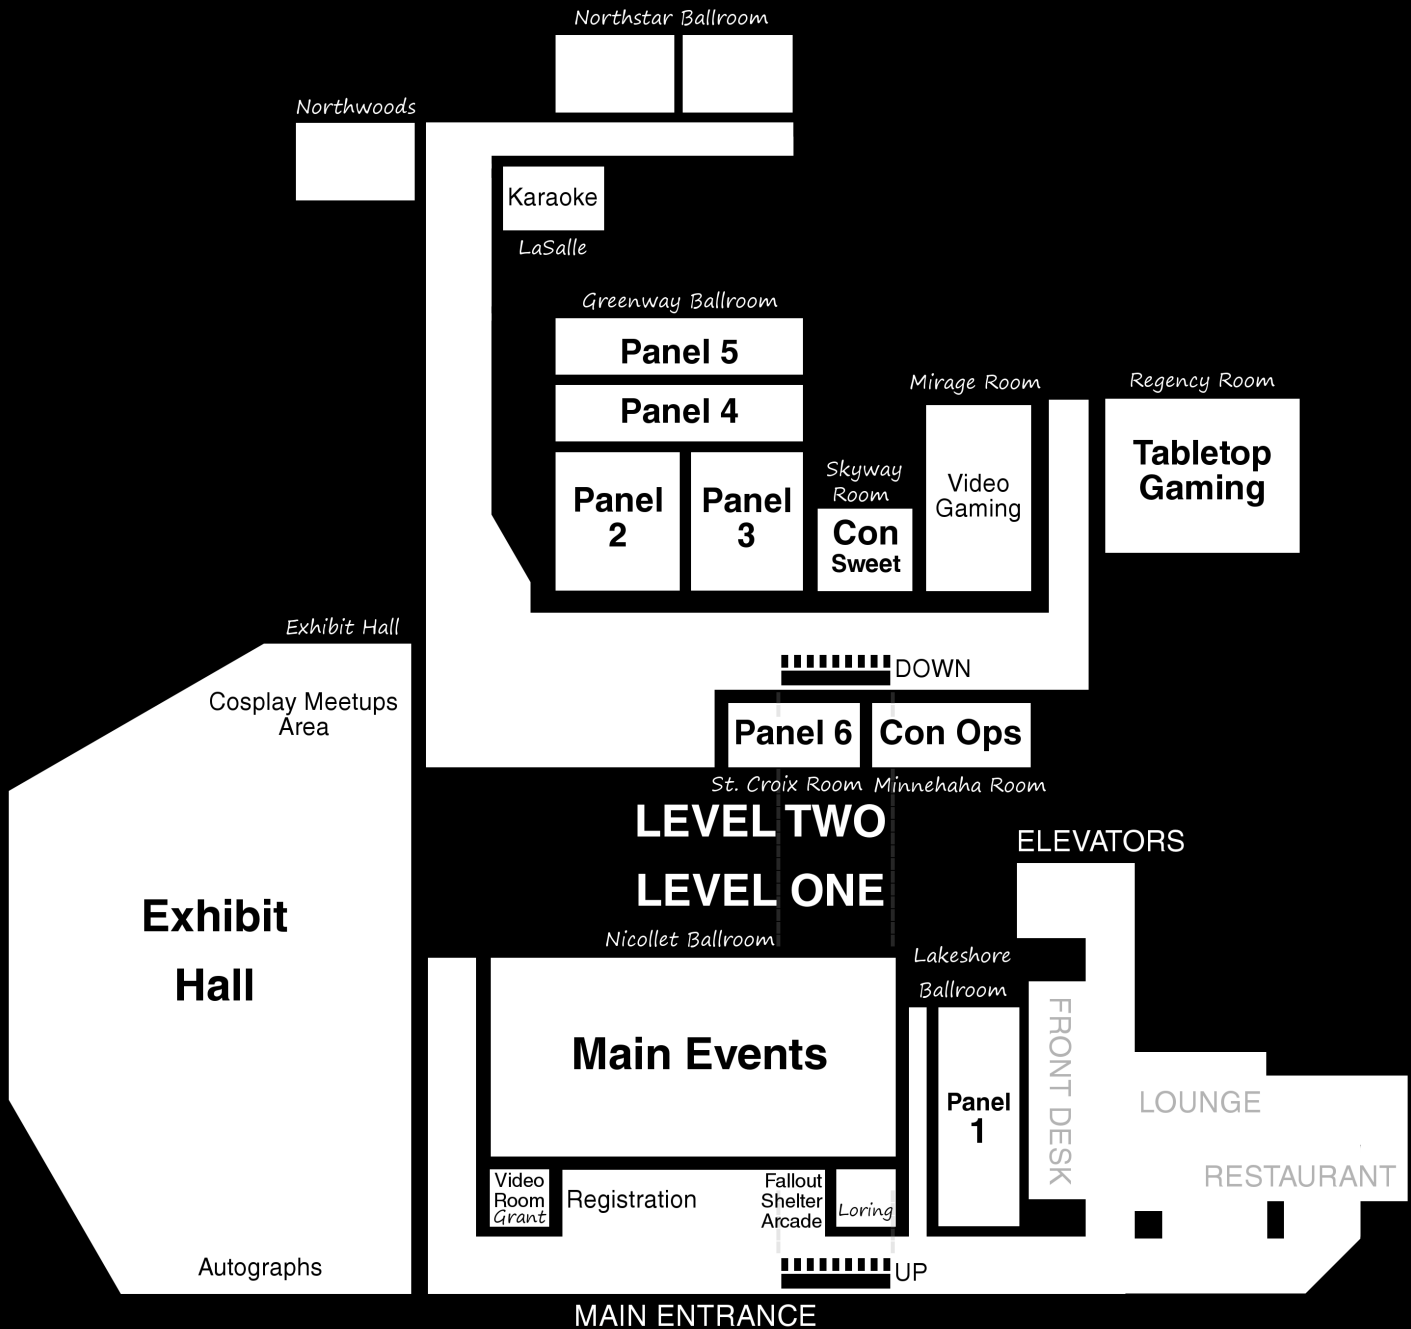 Northstar Ballroom
Northwoods
Karaoke
LaSalle
Greenway Ballroom
Panel 5
Panel 4
Panel
2
Panel
3
Skyway
Room
Con
Sweet
Mirage Room
Video
Gaming
Regency Room
Tabletop
Gaming
DOWN
Panel 6
Con Ops
St. Croix Room
Minnehaha Room
LEVEL TWO
LEVEL ONE
Exhibit Hall
Cosplay Meetups
Area
Exhibit
Hall
Autographs
Nicollet Ballroom
Main Events
Video
Room
Grant
Registration
Fallout
Shelter
Arcade
Loring
UP
MAIN ENTRANCE
Lakeshore
Ballroom
Panel
1
ELEVATORS
FRONT DESK
LOUNGE
RESTAURANT